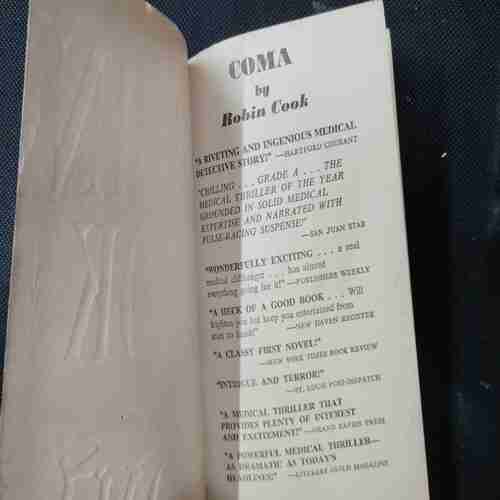 COMA
by
Robin Cook
"A RIVETING AND INGENIOUS MEDICAL
DETECTIVE STORY!" —HARTFORD COURANT
"CHILLING . . . GRADE A . . . THE
MEDICAL THRILLER OF THE YEAR
GROUNDED IN SOLID MEDICAL
EXPERTISE AND NARRATED WITH
PULSE-RACING SUSPENSE!"
—SAN JUAN STAR
"WONDERFULLY EXCITING . . . a real
medical cliffhanger . . . has almost
everything going for it!" —PUBLISHERS WEEKLY
"A HECK OF A GOOD BOOK . . . Will
frighten you but keep you entertained from
start to finish!" —NEW HAVEN REGISTER
"A CLASSY FIRST NOVEL!"
—NEW YORK TIMES BOOK REVIEW
"INTRIGUE AND TERROR!"
—ST. LOUIS POST-DISPATCH
"A MEDICAL THRILLER THAT
PROVIDES PLENTY OF INTEREST
AND EXCITEMENT!" —GRAND RAPIDS PRESS
"A POWERFUL MEDICAL THRILLER—
AS DRAMATIC AS TODAY'S
HEADLINES!" —LITERARY GUILD MAGAZINE